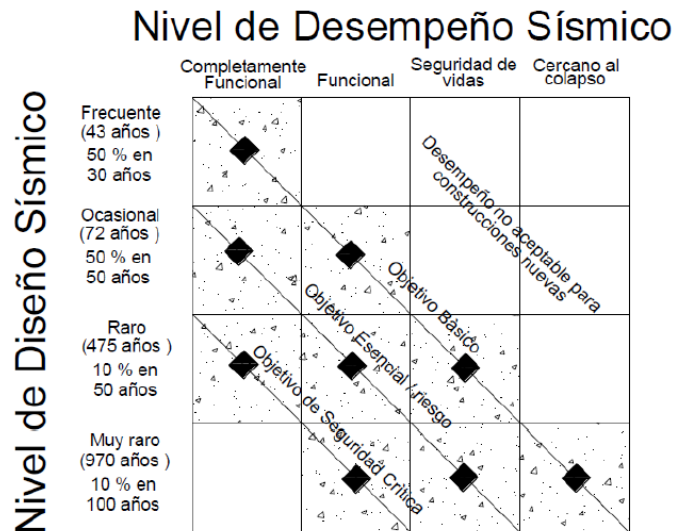 Nivel de Desempeño Sísmico
Completamente
Funcional
Funcional
Seguridad de
vidas
Cercano al
colapso
Nivel de Diseño Sísmico
Frecuente
(43 años )
50 % en
30 años
Ocasional
(72 años )
50 % en
50 años
Raro
(475 años )
10 % en
50 años
Muy raro
(970 años )
10 % en
100 años
Desempeño no aceptable para
construcciones nuevas
Objetivo Básico
Objetivo Esencial / riesgo
Objetivo de Seguridad Crítica